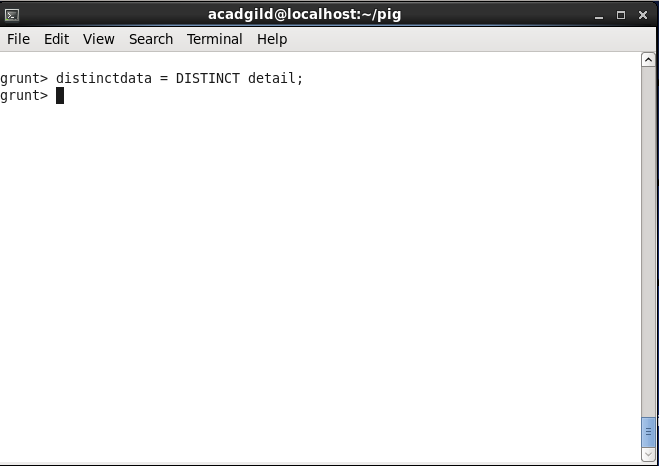 acadgild@localhost:~/pig
File Edit View Search Terminal Help
grunt> distinctdata = DISTINCT detail;
grunt>